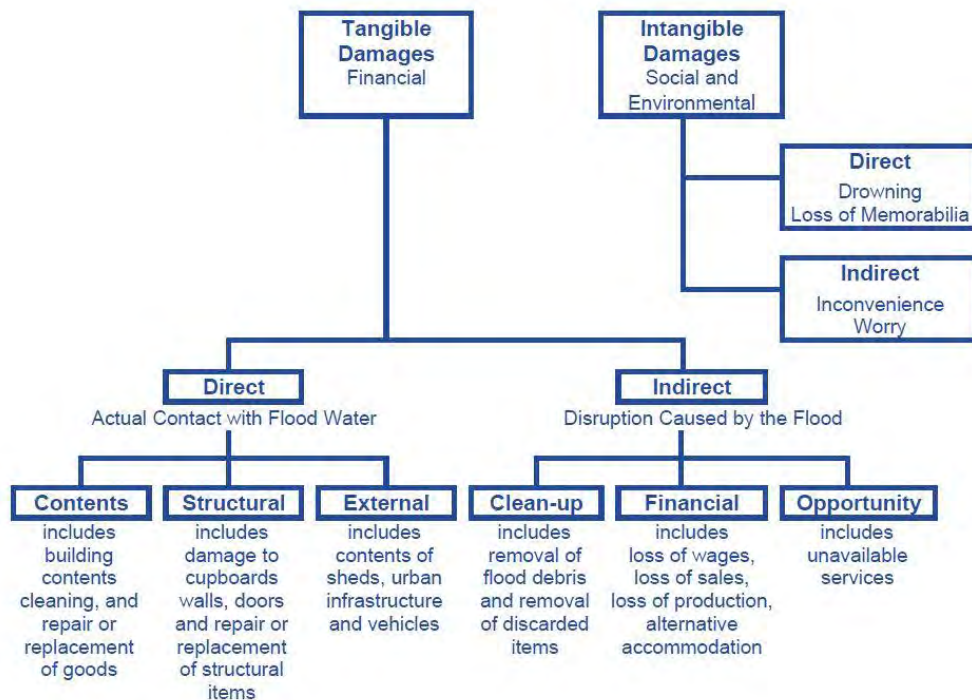 Tangible
Damages
Financial
Intangible
Damages
Social and
Environmental
Direct
Drowning
Loss of Memorabilia
Indirect
Inconvenience
Worry
Direct
Actual Contact with Flood Water
Indirect
Disruption Caused by the Flood
Contents
includes
building
contents
cleaning, and
repair or
replacement
of goods
Structural
includes
damage to
cupboards
walls, doors
and repair or
replacement
of structural
items
External
includes
contents of
sheds, urban
infrastructure
and vehicles
Clean-up
includes
removal of
flood debris
and removal
of discarded
items
Financial
includes
loss of wages,
loss of sales,
loss of production,
alternative
accommodation
Opportunity
includes
unavailable
services